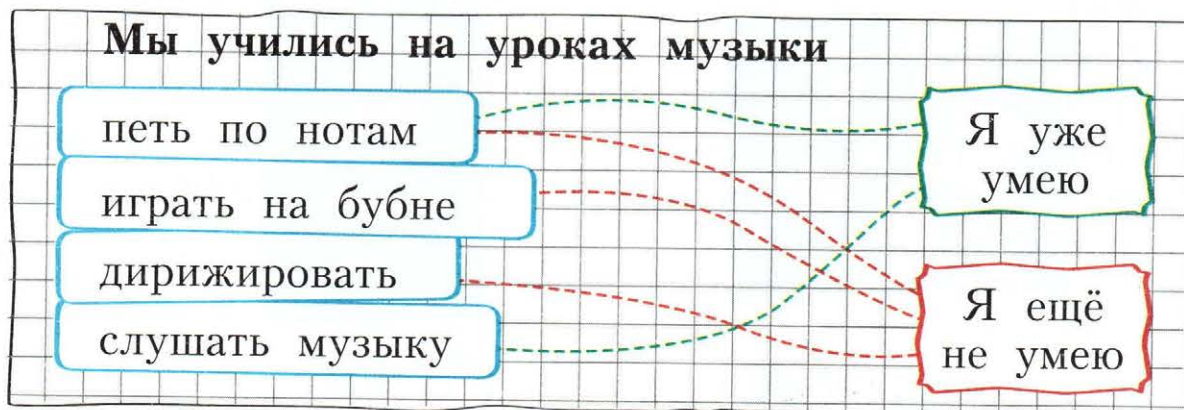 Мы учились на уроках музыки
петь по нотам
играть на бубне
дирижировать
слушать музыку
Я уже
умею
Я ещё
не умею